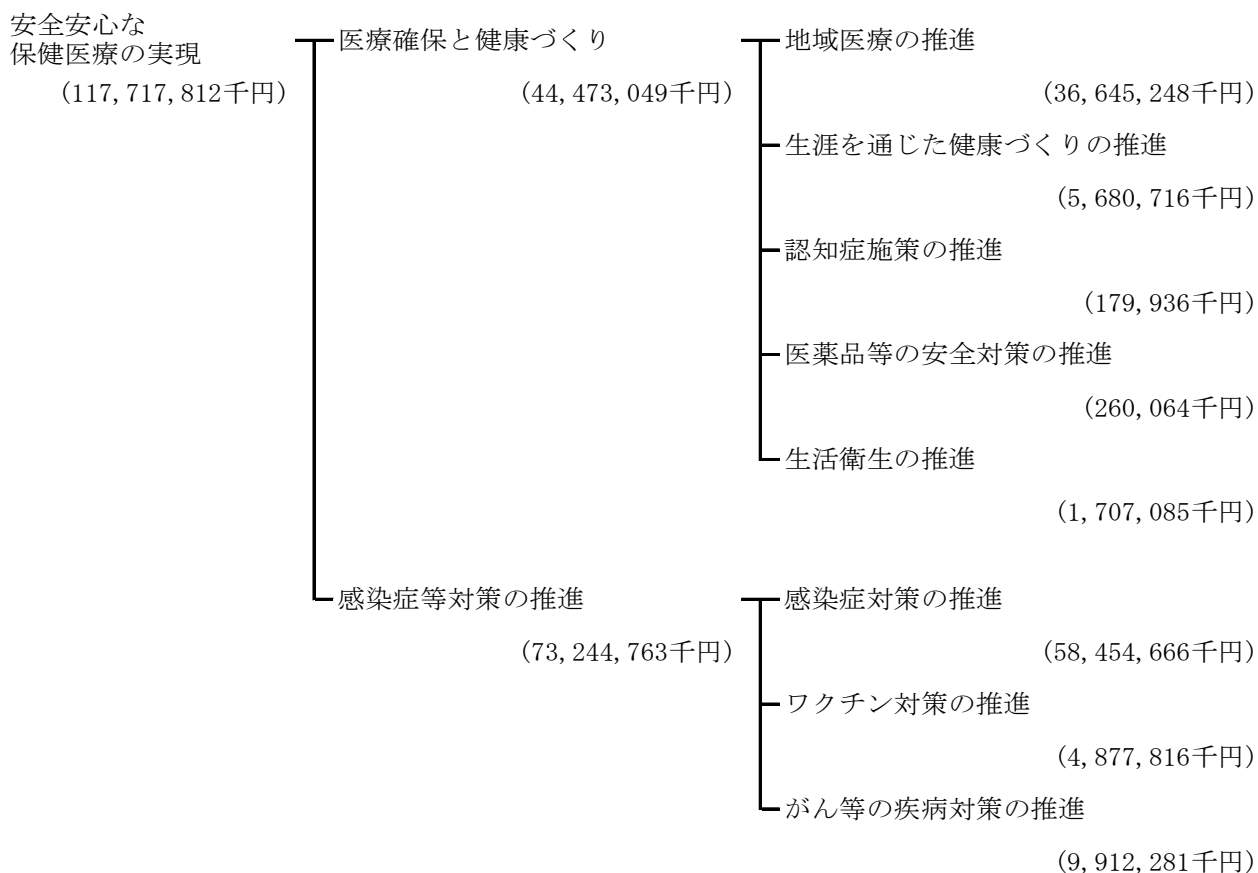 安全安心な
保健医療の実現
(117,717,812千円)
医療確保と健康づくり
(44,473,049千円)
地域医療の推進
(36,645,248千円)
生涯を通じた健康づくりの推進
(5,680,716千円)
認知症施策の推進
(179,936千円)
医薬品等の安全対策の推進
(260,064千円)
生活衛生の推進
(1,707,085千円)
感染症等対策の推進
(73,244,763千円)
感染症対策の推進
(58,454,666千円)
ワクチン対策の推進
(4,877,816千円)
がん等の疾病対策の推進
(9,912,281千円)